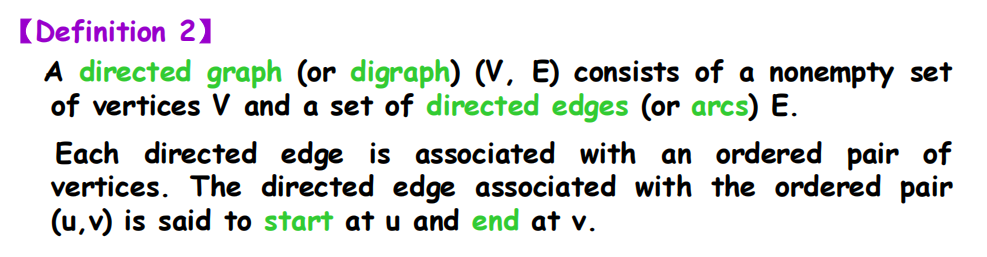 【Definition 2】
A directed graph (or digraph) (V, E) consists of a nonempty set
of vertices V and a set of directed edges (or arcs) E.
Each directed edge is associated with an ordered pair of
vertices. The directed edge associated with the ordered pair
(u,v) is said to start at u and end at v.